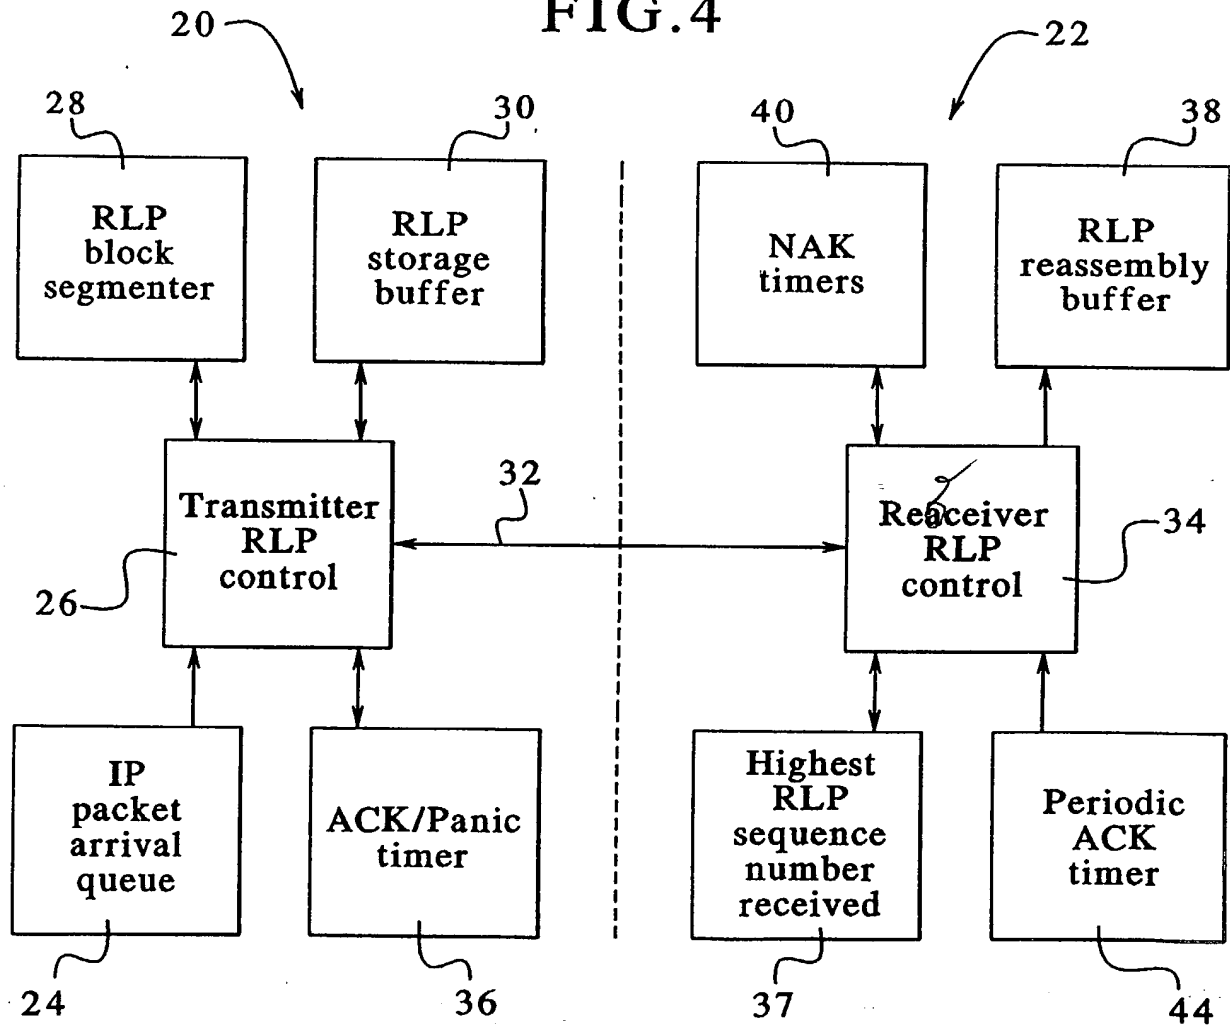 FIG.4
20
22
28
30
40
38
RLP
block
segmenter
RLP
storage
buffer
NAK
timers
RLP
reassembly
buffer
32
Transmitter
RLP
control
Reaceiver
RLP
control
34
26
IP
packet
arrival
queue
ACK/Panic
timer
Highest
RLP
sequence
number
received
Periodic
ACK
timer
24
36
37
44